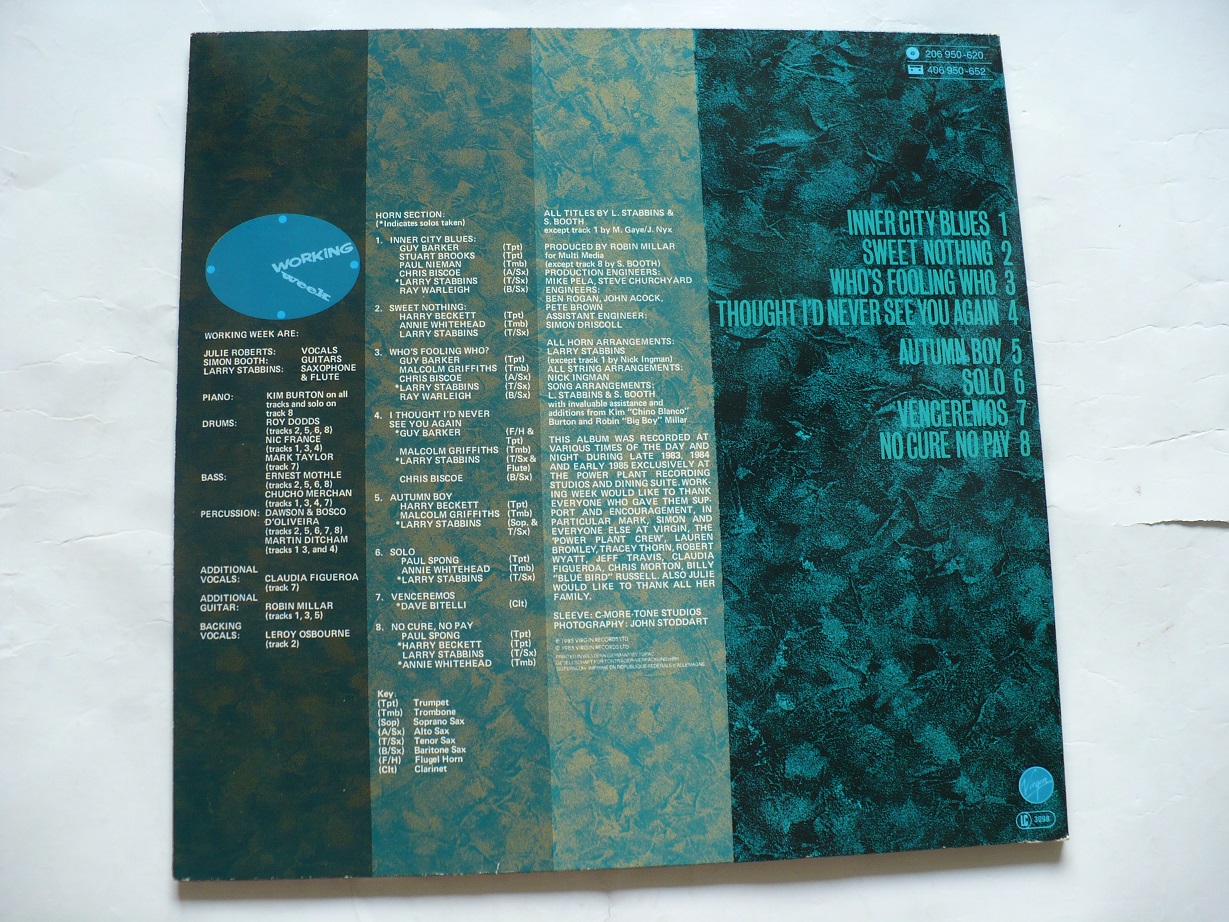 WORKING
week
WORKING WEEK ARE:
JULIE ROBERTS: VOCALS
SIMON BOOTH: GUITARS
LARRY STABBINS: SAXOPHONE
& FLUTE
PIANO: KIM BURTON on all
tracks and solo on
track 8
DRUMS: ROY DODDS
(tracks 2, 5, 6, 8)
NIC FRANCE
(tracks 1, 3, 4)
MARK TAYLOR
(track 7)
BASS: ERNEST MOTHLE
(tracks 2, 5, 6, 8)
CHUCHO MERCHAN
(tracks 1, 3, 4, 7)
PERCUSSION: DAWSON & BOSCO
D'OLIVEIRA
(tracks 2, 5, 6, 7, 8)
MARTIN DITCHAM
(tracks 1 3, and 4)
ADDITIONAL
VOCALS: CLAUDIA FIGUEROA
(track 7)
ADDITIONAL
GUITAR: ROBIN MILLAR
(tracks 1, 3, 5)
BACKING
VOCALS: LEROY OSBOURNE
(track 2)
HORN SECTION:
(*Indicates solos taken)
1. INNER CITY BLUES:
GUY BARKER (Tpt)
STUART BROOKS (Tpt)
PAUL NIEMAN (Tmb)
CHRIS BISCOE (A/Sx)
*LARRY STABBINS (T/Sx)
RAY WARLEIGH (B/Sx)
2. SWEET NOTHING:
HARRY BECKETT (Tpt)
ANNIE WHITEHEAD (Tmb)
LARRY STABBINS (T/Sx)
3. WHO'S FOOLING WHO?
GUY BARKER (Tpt)
MALCOLM GRIFFITHS (Tmb)
CHRIS BISCOE (A/Sx)
*LARRY STABBINS (T/Sx)
RAY WARLEIGH (B/Sx)
4. I THOUGHT I'D NEVER
SEE YOU AGAIN
*GUY BARKER (F/H &
Tpt)
MALCOLM GRIFFITHS (Tmb)
*LARRY STABBINS (T/Sx &
Flute)
CHRIS BISCOE (B/Sx)
5. AUTUMN BOY
HARRY BECKETT (Tpt)
MALCOLM GRIFFITHS (Tmb)
*LARRY STABBINS (Sop, &
T/Sx)
6. SOLO
PAUL SPONG (Tpt)
ANNIE WHITEHEAD (Tmb)
*LARRY STABBINS (T/Sx)
7. VENCEREMOS
*DAVE BITELLI (Clt)
8. NO CURE, NO PAY
PAUL SPONG (Tpt)
*HARRY BECKETT (Tpt)
LARRY STABBINS (T/Sx)
*ANNIE WHITEHEAD (Tmb)
Key:
(Tpt) Trumpet
(Tmb) Trombone
(Sop) Soprano Sax
(A/Sx) Alto Sax
(T/Sx) Tenor Sax
(B/Sx) Baritone Sax
(F/H) Flugel Horn
(Clt) Clarinet
ALL TITLES BY L. STABBINS &
S. BOOTH
except track 1 by M. Gaye/J. Nyx
PRODUCED BY ROBIN MILLAR
for Multi Media
(except track 8 by S. BOOTH)
PRODUCTION ENGINEERS:
MIKE PELA, STEVE CHURCHYARD
ENGINEERS:
BEN ROGAN, JOHN ACOCK,
PETE BROWN
ASSISTANT ENGINEER:
SIMON DRISCOLL
ALL HORN ARRANGEMENTS:
LARRY STABBINS
(except track 1 by Nick Ingman)
ALL STRING ARRANGEMENTS:
NICK INGMAN
SONG ARRANGEMENTS:
L. STABBINS & S. BOOTH
with invaluable assistance and
additions from Kim "Chino Blanco"
Burton and Robin "Big Boy" Millar
THIS ALBUM WAS RECORDED AT
VARIOUS TIMES OF THE DAY AND
NIGHT DURING LATE 1983, 1984
AND EARLY 1985 EXCLUSIVELY AT
THE POWER PLANT RECORDING
STUDIOS AND DINING SUITE. WORK-
ING WEEK WOULD LIKE TO THANK
EVERYONE WHO GAVE THEM SUP-
PORT AND ENCOURAGEMENT, IN
PARTICULAR MARK, SIMON AND
EVERYONE ELSE AT VIRGIN, THE
'POWER PLANT CREW', LAUREN
BROMLEY, TRACEY THORN, ROBERT
WYATT, JEFF TRAVIS, CLAUDIA
FIGUEROA, CHRIS MORTON, BILLY
"BLUE BIRD" RUSSELL. ALSO JULIE
WOULD LIKE TO THANK ALL HER
FAMILY.
SLEEVE: C-MORE-TONE STUDIOS
PHOTOGRAPHY: JOHN STODDART
℗ 1985 VIRGIN RECORDS LTD
© 1985 VIRGIN RECORDS LTD
206 950-620
406 950-652
INNER CITY BLUES 1
SWEET NOTHING 2
WHO'S FOOLING WHO 3
THOUGHT I'D NEVER SEE YOU AGAIN 4
AUTUMN BOY 5
SOLO 6
VENCEREMOS 7
NO CURE NO PAY 8
Virgin
LC 3098